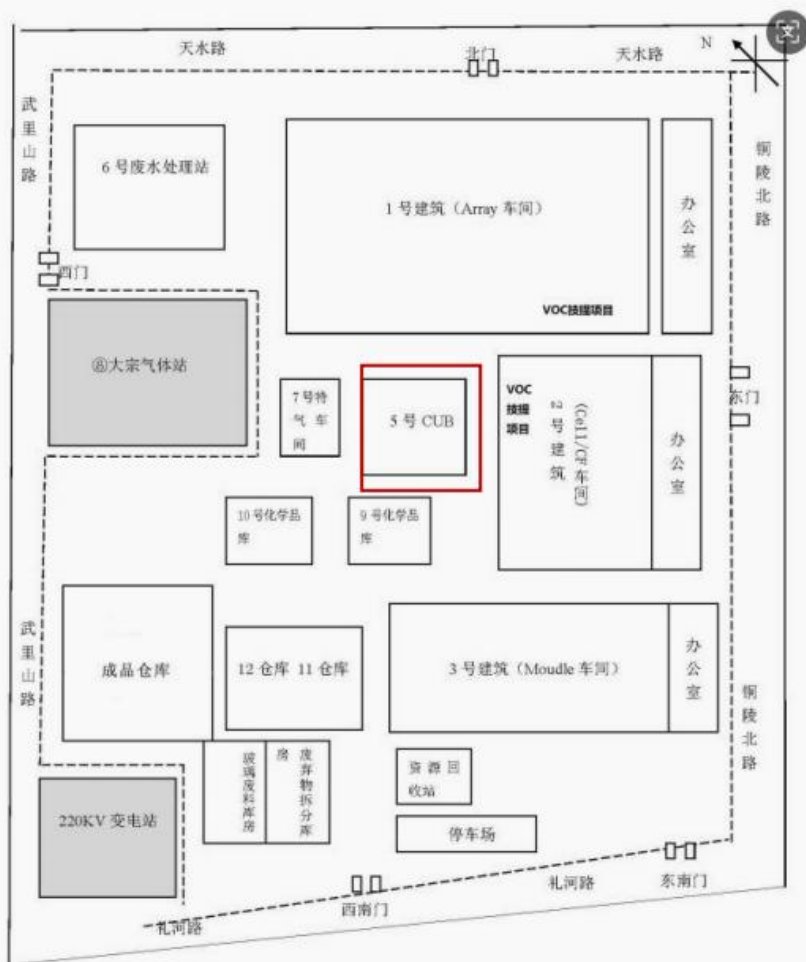 天水路
北门
天水路
N
文
武里山路
6 号废水处理站
1 号建筑（Array 车间）
VOC技提项目
办公室
铜陵北路
西门
⑧大宗气体站
7 号特
气 车
间
5 号 CUB
VOC
技提
项目
2 号建筑
（Cell/CF 车间）
办公室
东门
10 号化学品
库
9 号化学品
库
武里山路
成品仓库
12 仓库 11 仓库
3 号建筑（Moudle 车间）
办公室
铜陵北路
玻璃废料库房
废弃物拆分库
房
资 源 回
收站
220KV 变电站
停车场
礼河路
西南门
礼河路
东南门